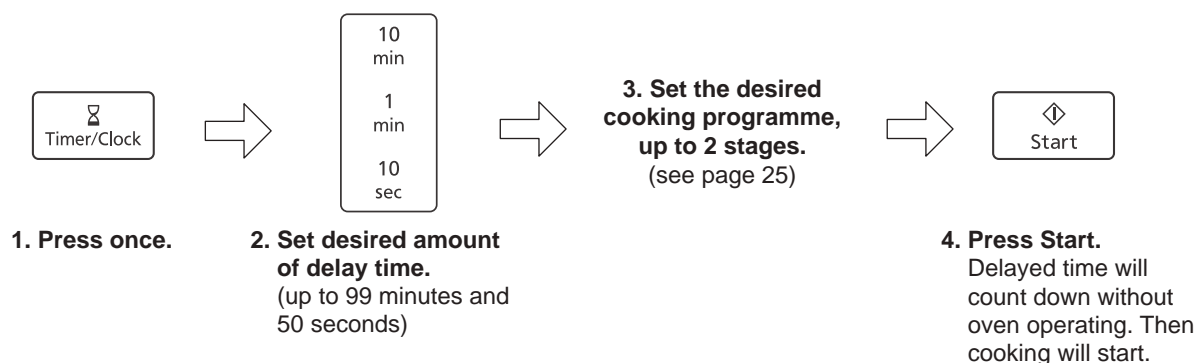 Timer/Clock
10
min
1
min
10
sec
3. Set the desired
cooking programme,
up to 2 stages.
(see page 25)
Start
1. Press once.
2. Set desired amount
of delay time.
(up to 99 minutes and
50 seconds)
4. Press Start.
Delayed time will
count down without
oven operating. Then
cooking will start.